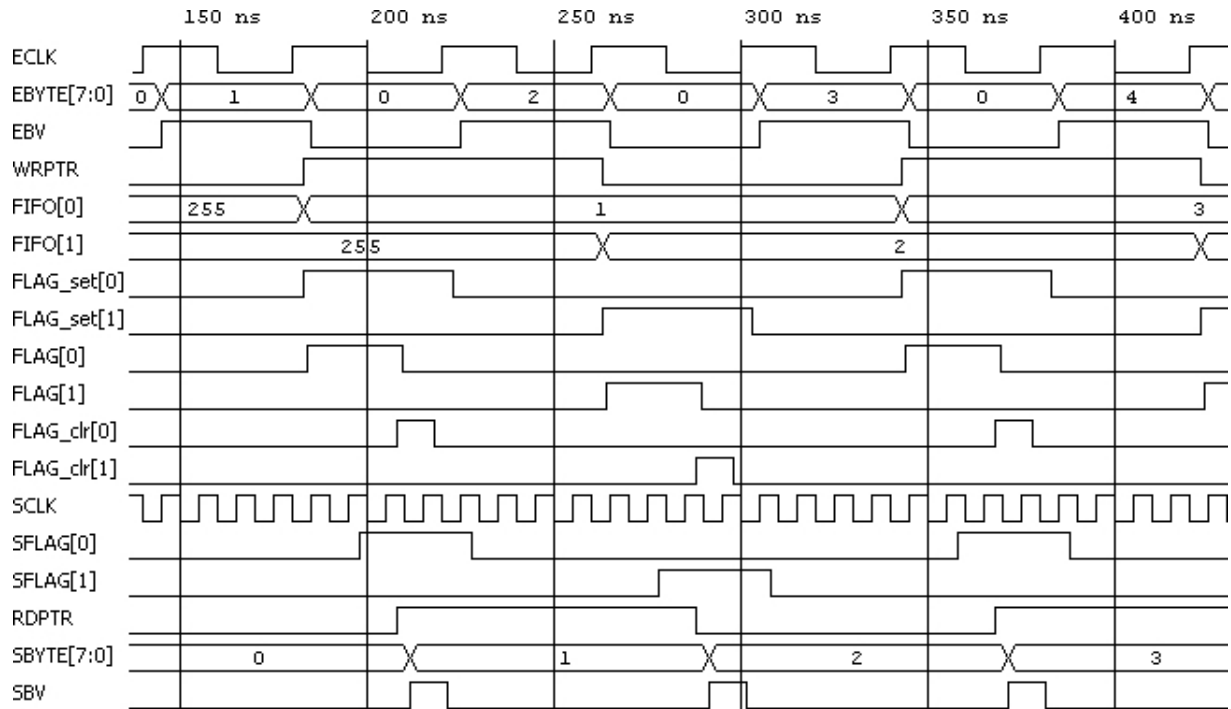 150 ns 200 ns 250 ns 300 ns 350 ns 400 ns
ECLK
EBYTE[7:0] 0 1 0 2 0 3 0 4
EBV
WRPTR
FIFO[0] 255 1 3
FIFO[1] 255 2
FLAG_set[0]
FLAG_set[1]
FLAG[0]
FLAG[1]
FLAG_clr[0]
FLAG_clr[1]
SCLK
SFLAG[0]
SFLAG[1]
RDPTR
SBYTE[7:0] 0 1 2 3
SBV